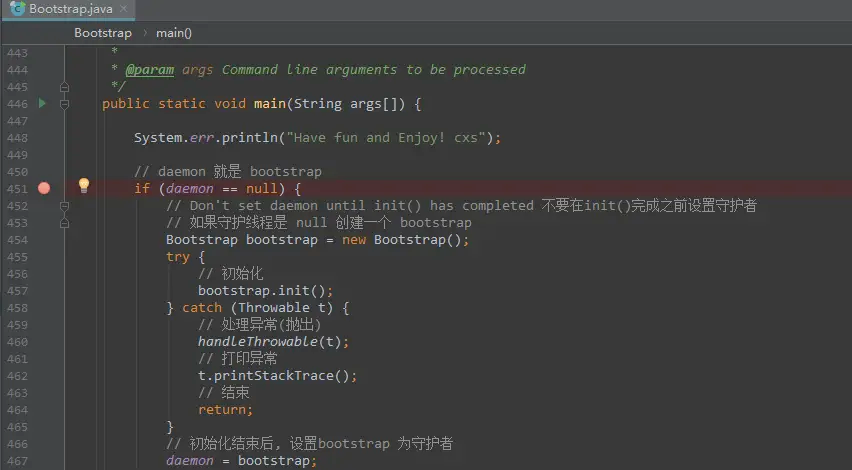 Bootstrap.java
Bootstrap main()
443 *
444 * @param args Command line arguments to be processed
445 */
446 public static void main(String args[]) {
447
448 System.err.println("Have fun and Enjoy! cxs");
449
450 // daemon 就是 bootstrap
451 if (daemon == null) {
452 // Don't set daemon until init() has completed 不要在init()完成之前设置守护者
453 // 如果守护线程是 null 创建一个 bootstrap
454 Bootstrap bootstrap = new Bootstrap();
455 try {
456 // 初始化
457 bootstrap.init();
458 } catch (Throwable t) {
459 // 处理异常(抛出)
460 handleThrowable(t);
461 // 打印异常
462 t.printStackTrace();
463 // 结束
464 return;
465 }
466 // 初始化结束后, 设置bootstrap 为守护者
467 daemon = bootstrap;